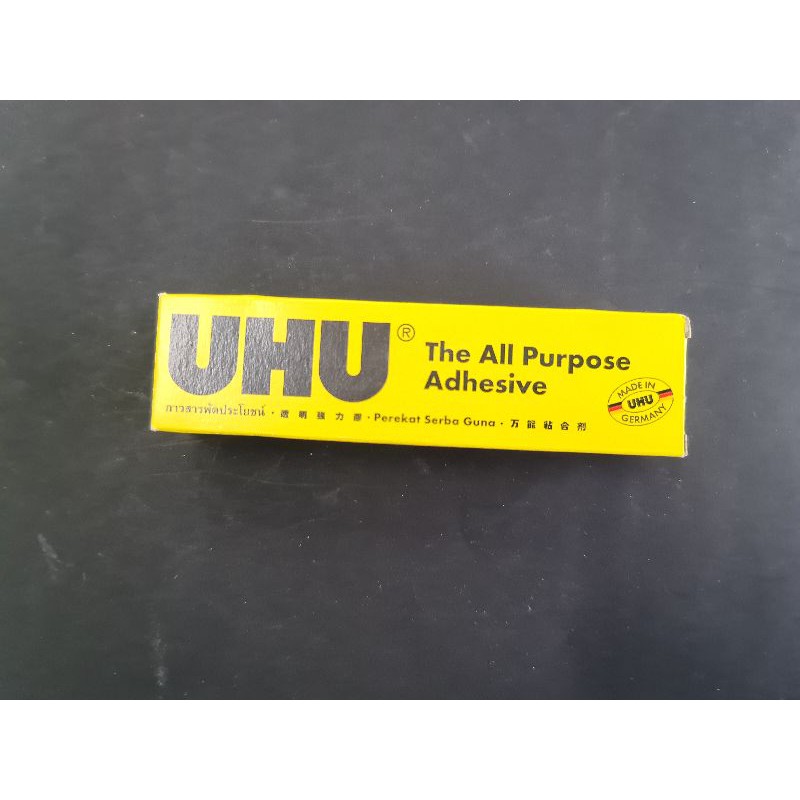 UHU®
The All Purpose
Adhesive
กาวสารพัดประโยชน์ · 透明強力膠 · Perekat Serba Guna · 万能粘合剂
MADE IN
UHU
GERMANY